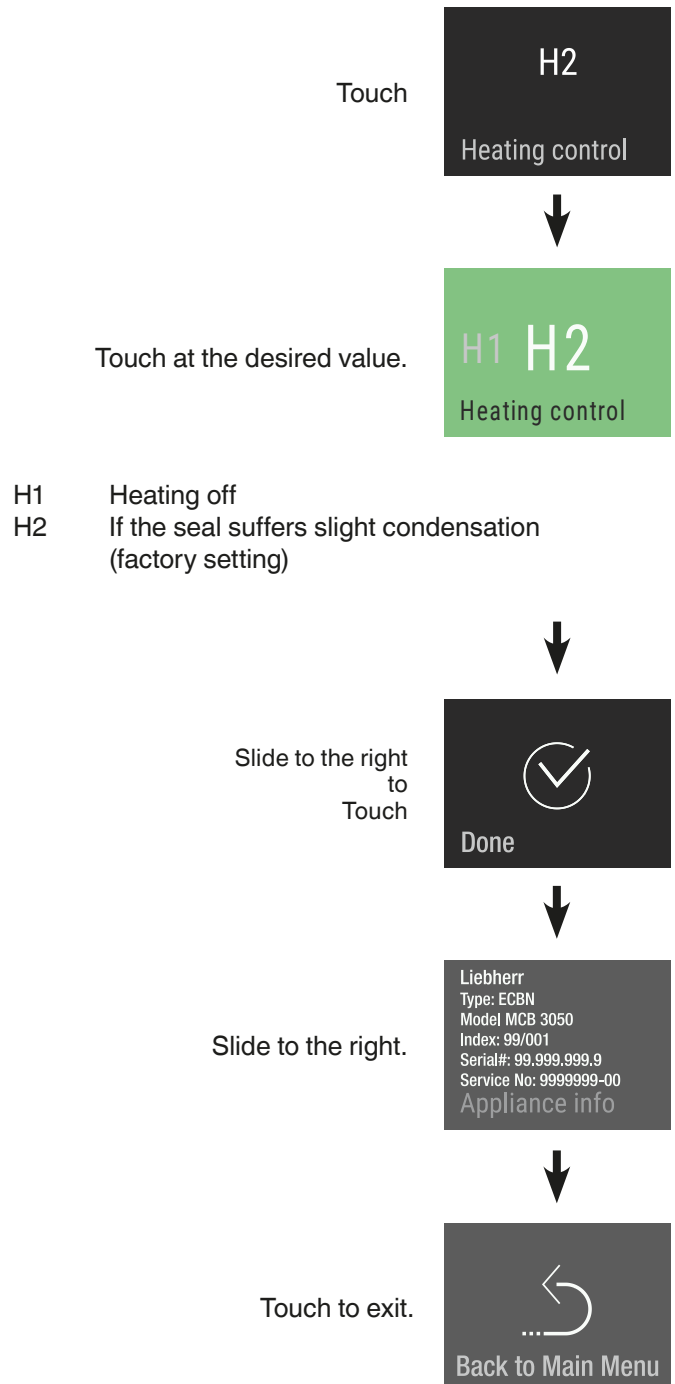 H2
Touch
Heating control
H1 H2
Touch at the desired value.
Heating control
H1 Heating off
H2 If the seal suffers slight condensation
(factory setting)
Slide to the right
to
Touch
Done
Liebherr
Type: ECBN
Model MCB 3050
Index: 99/001
Serial#: 99.999.999.9
Service No: 9999999-00
Appliance info
Slide to the right.
Touch to exit.
Back to Main Menu